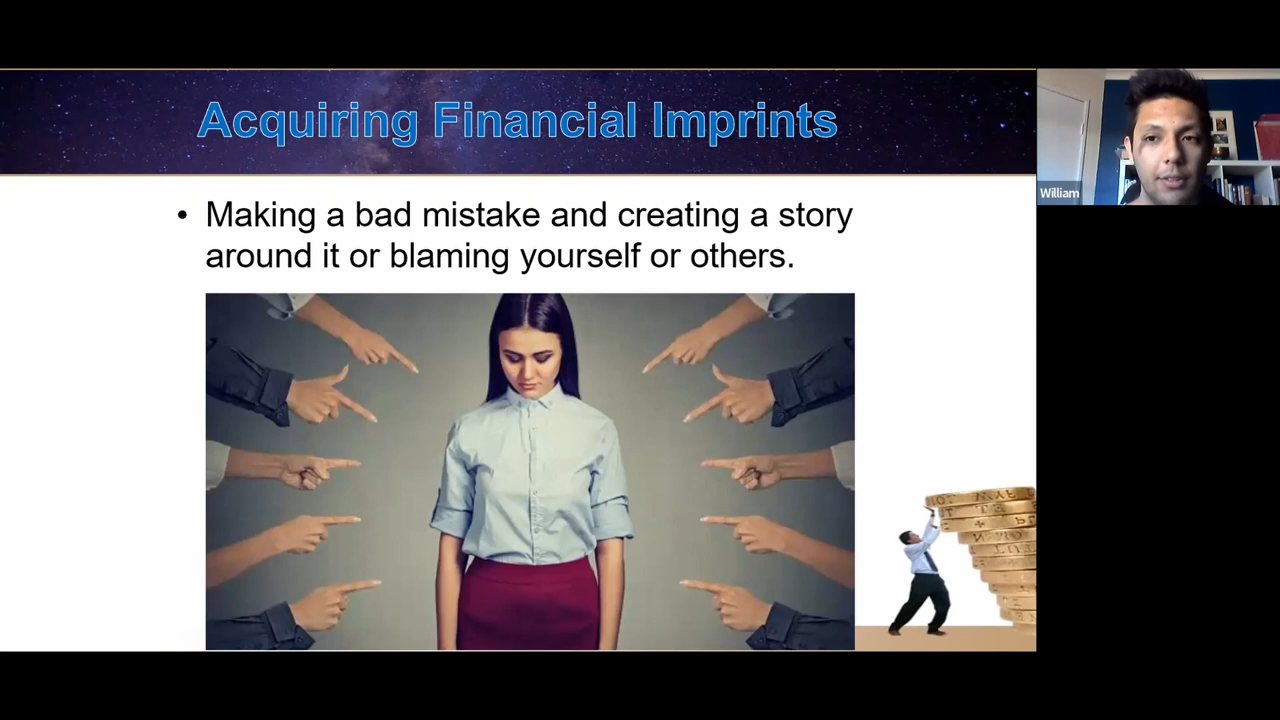 Acquiring Financial Imprints
• Making a bad mistake and creating a story
around it or blaming yourself or others.
William